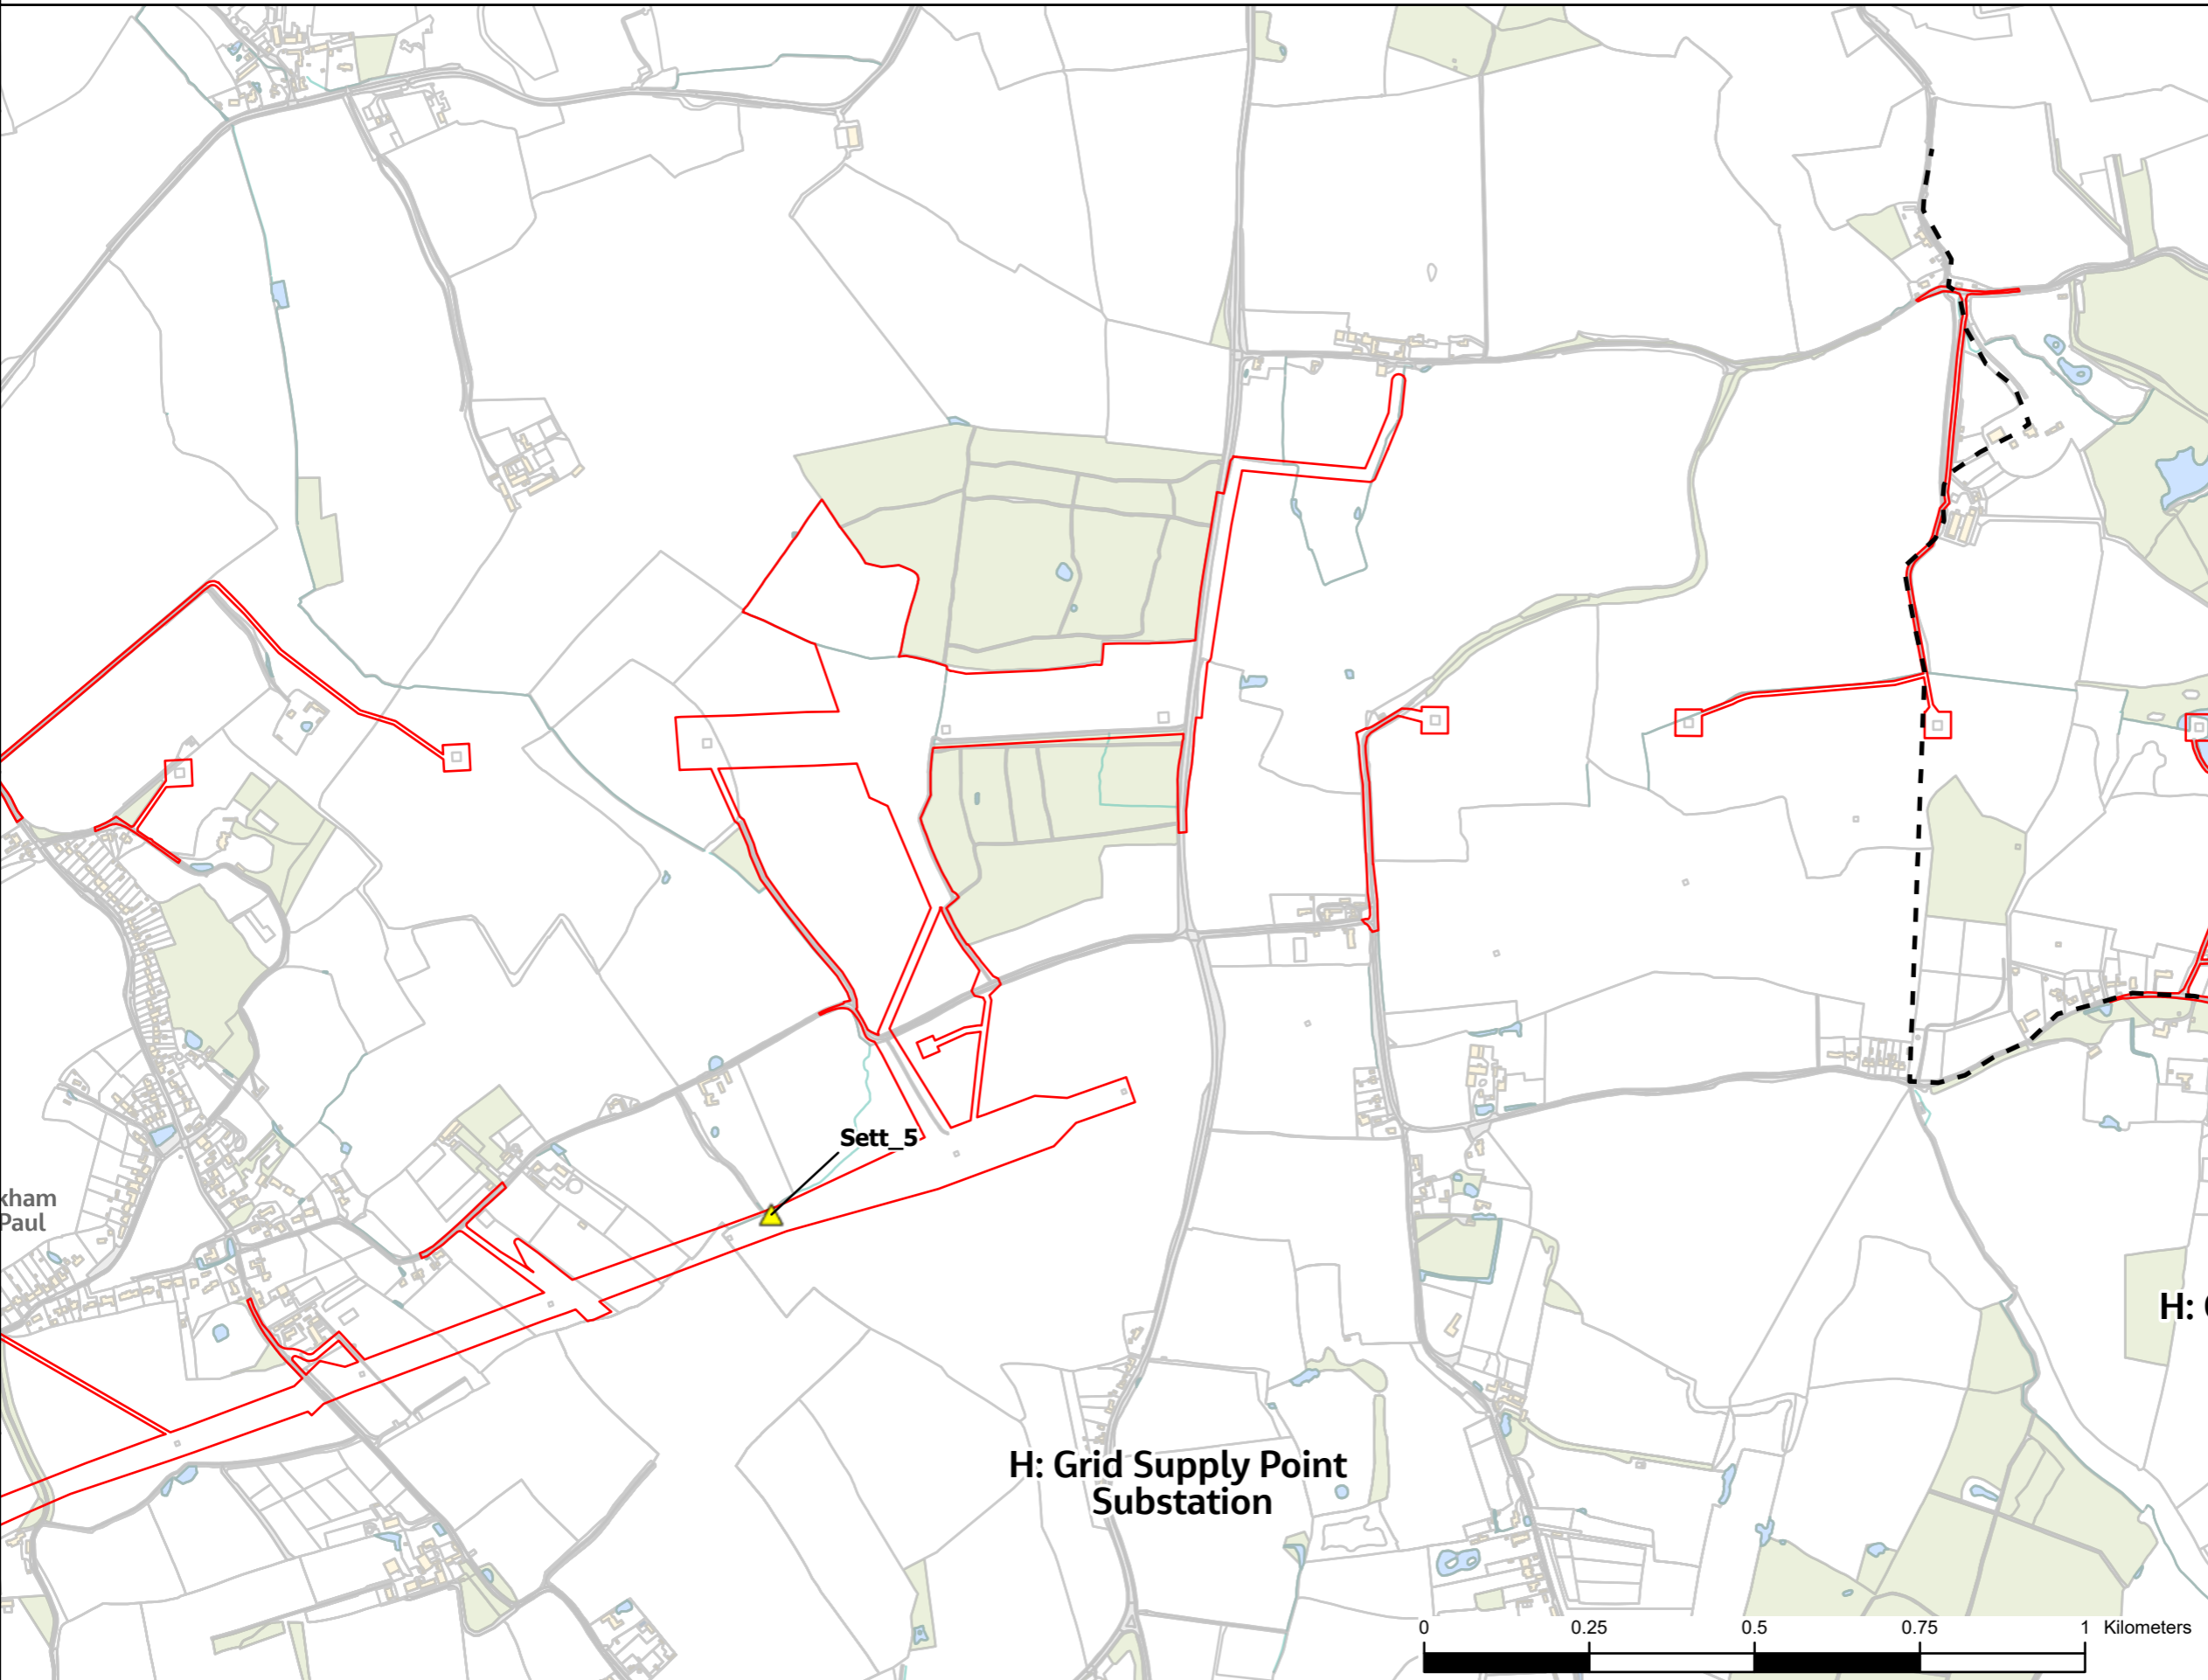 Sett_5
kham
Paul
H:
H: Grid Supply Point
Substation
0 0.25 0.5 0.75 1 Kilometers